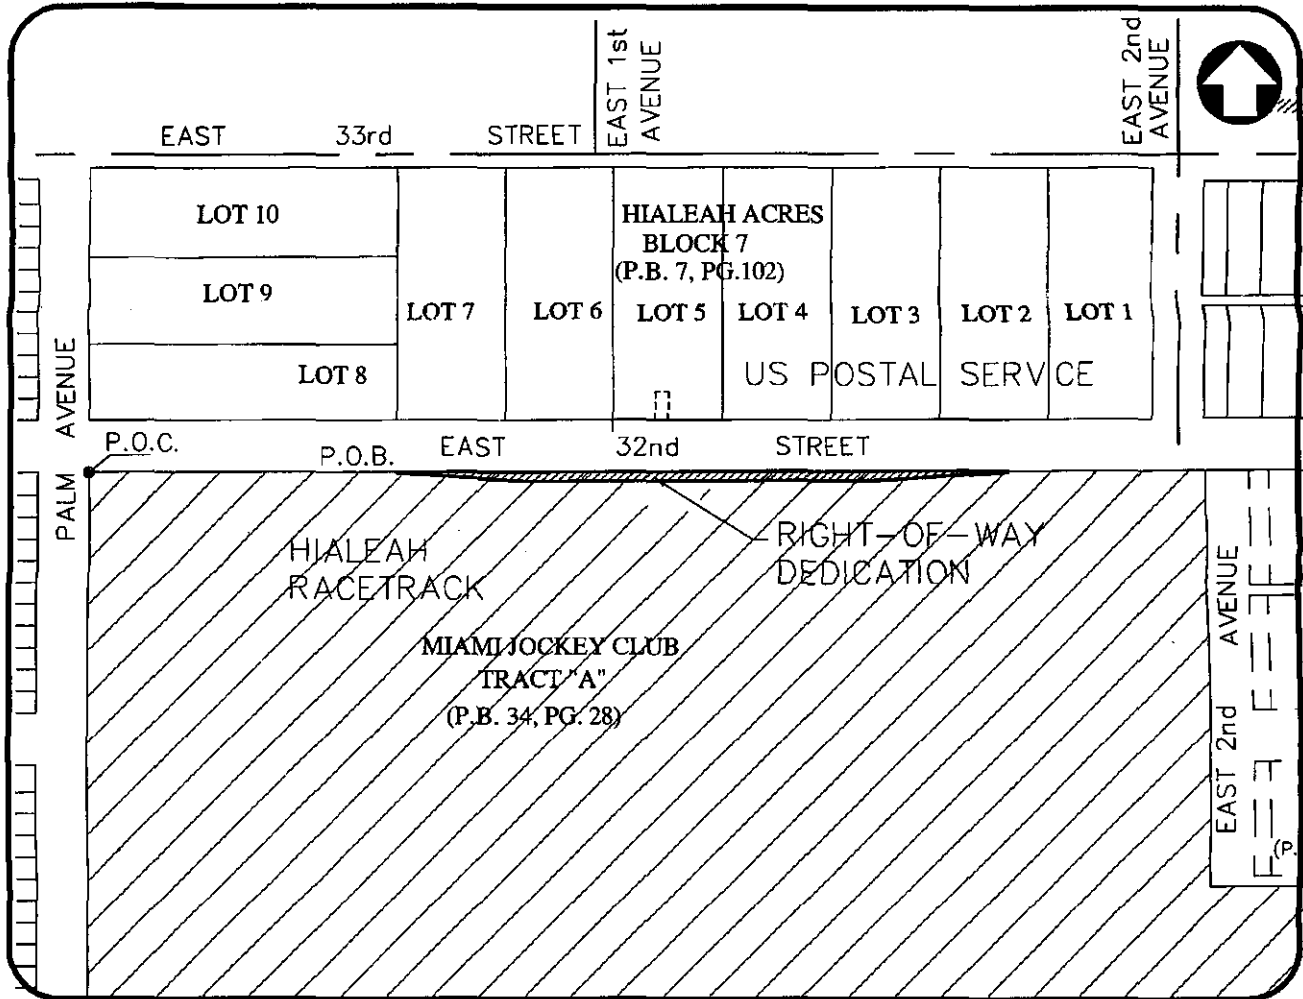 EAST 1st
AVENUE
EAST 2nd
AVENUE
EAST 33rd STREET
LOT 10
HIALEAH ACRES
BLOCK 7
(P.B. 7, PG.102)
LOT 9
LOT 7
LOT 6
LOT 5
LOT 4
LOT 3
LOT 2
LOT 1
LOT 8
US POSTAL SERVICE
PALM AVENUE
P.O.C.
P.O.B.
EAST 32nd STREET
RIGHT-OF-WAY
DEDICATION
HIALEAH
RACETRACK
MIAMI JOCKEY CLUB
TRACT "A"
(P.B. 34, PG. 28)
EAST 2nd AVENUE
(P.